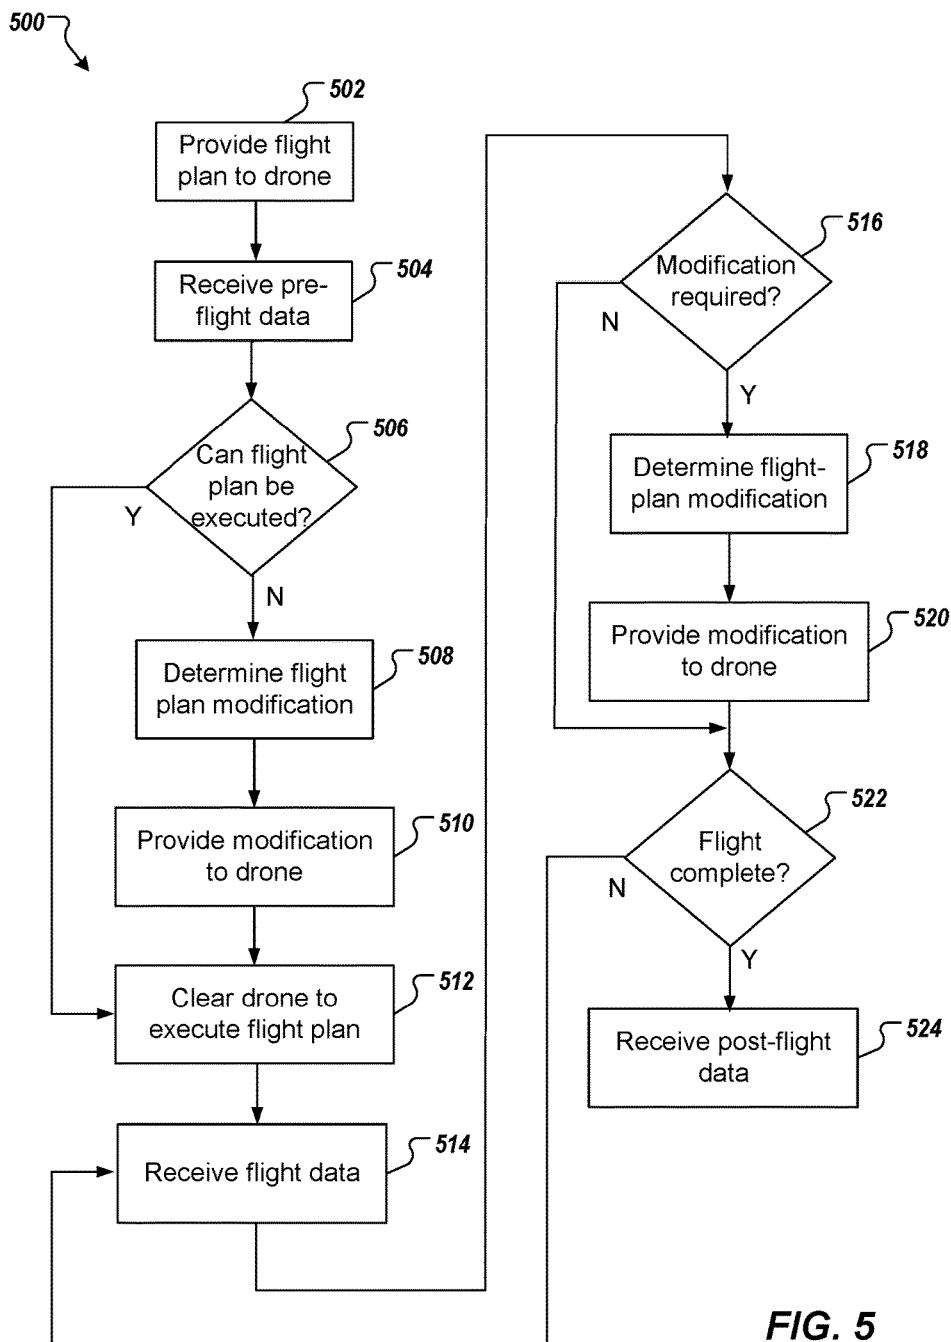 500
502
Provide flight
plan to drone
504
Receive pre-
flight data
506
Can flight
plan be
executed?
Y
N
508
Determine flight
plan modification
510
Provide modification
to drone
512
Clear drone to
execute flight plan
514
Receive flight data
516
Modification
required?
N
Y
518
Determine flight-
plan modification
520
Provide modification
to drone
522
Flight
complete?
N
Y
524
Receive post-flight
data
FIG. 5